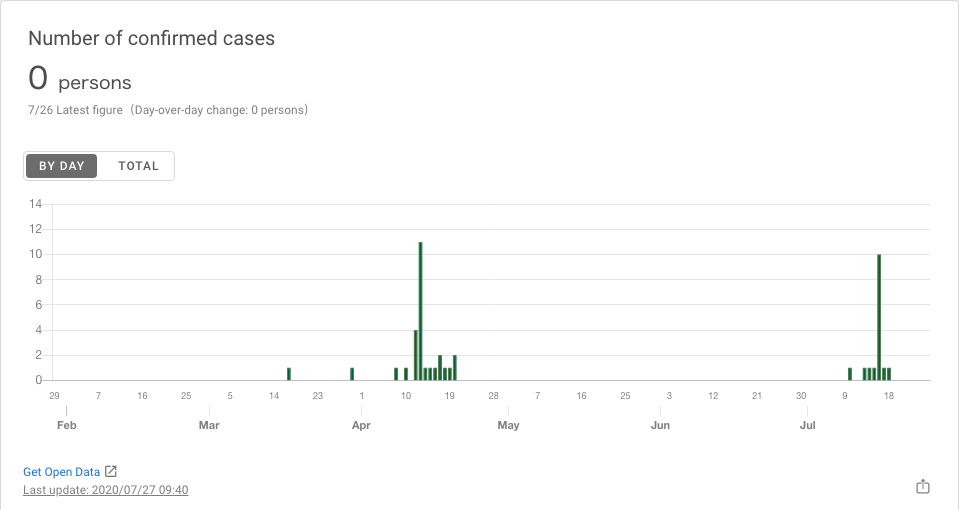 Number of confirmed cases
0 persons
7/26 Latest figure（Day-over-day change: 0 persons）
BY DAY TOTAL
14
12
10
8
6
4
2
0
29 7 16 25 5 14 23 1 10 19 28 7 16 25 3 12 21 30 9 18
Feb Mar Apr May Jun Jul
Get Open Data
Last update: 2020/07/27 09:40